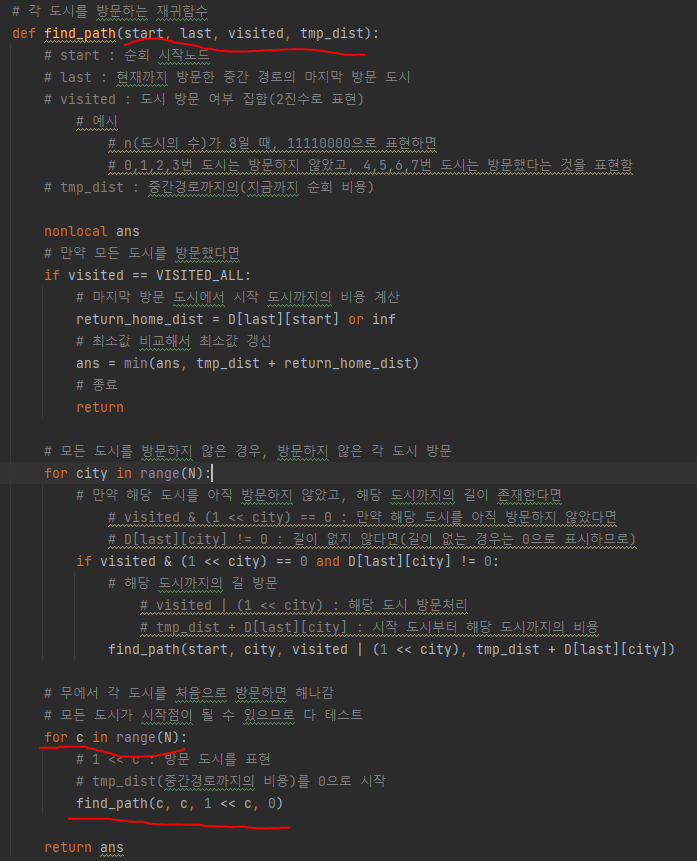 # 각 도시를 방문하는 재귀함수
def find_path(start, last, visited, tmp_dist):
# start : 순회 시작노드
# last : 현재까지 방문한 중간 경로의 마지막 방문 도시
# visited : 도시 방문 여부 집합(2진수로 표현)
# 예시
# n(도시의 수)가 8일 때, 11110000으로 표현하면
# 0,1,2,3번 도시는 방문하지 않았고, 4,5,6,7번 도시는 방문했다는 것을 표현함
# tmp_dist : 중간경로까지의(지금까지 순회 비용)
nonlocal ans
# 만약 모든 도시를 방문했다면
if visited == VISITED_ALL:
# 마지막 방문 도시에서 시작 도시까지의 비용 계산
return_home_dist = D[last][start] or inf
# 최소값 비교해서 최소값 갱신
ans = min(ans, tmp_dist + return_home_dist)
# 종료
return
# 모든 도시를 방문하지 않은 경우, 방문하지 않은 각 도시 방문
for city in range(N):
# 만약 해당 도시를 아직 방문하지 않았고, 해당 도시까지의 길이 존재한다면
# visited & (1 << city) == 0 : 만약 해당 도시를 아직 방문하지 않았다면
# D[last][city] != 0 : 길이 없지 않다면(길이 없는 경우는 0으로 표시하므로)
if visited & (1 << city) == 0 and D[last][city] != 0:
# 해당 도시까지의 길 방문
# visited | (1 << city) : 해당 도시 방문처리
# tmp_dist + D[last][city] : 시작 도시부터 해당 도시까지의 비용
find_path(start, city, visited | (1 << city), tmp_dist + D[last][city])
# 무에서 각 도시를 처음으로 방문하면 해나감
# 모든 도시가 시작점이 될 수 있으므로 다 테스트
for c in range(N):
# 1 << c : 방문 도시를 표현
# tmp_dist(중간경로까지의 비용)를 0으로 시작
find_path(c, c, 1 << c, 0)
return ans